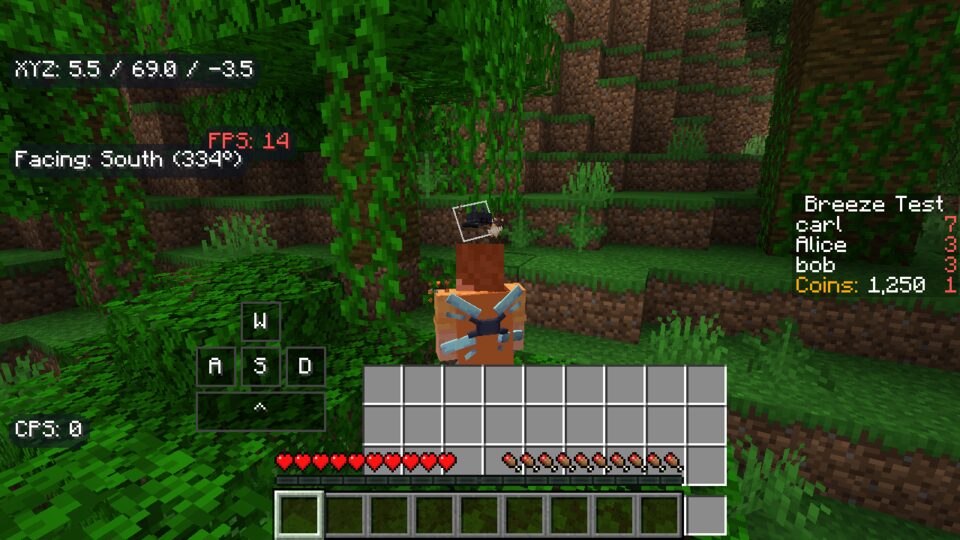 XYZ: 5.5 / 69.0 / -3.5
FPS: 14
Facing: South (334°)
Breeze Test
carl 7
Alice 3
bob 3
Coins: 1,250 1
W
A S D
^
CPS: 0